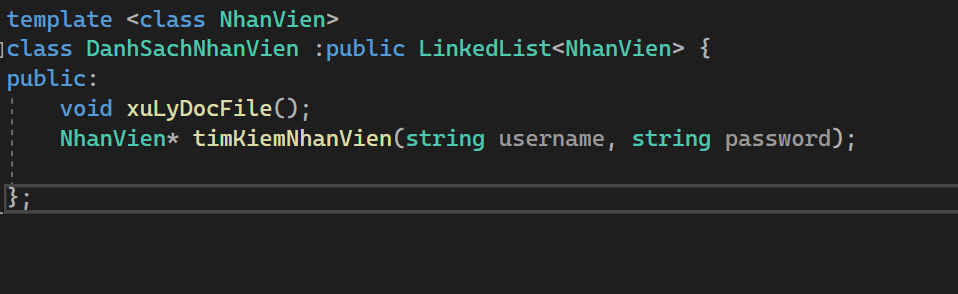 template <class NhanVien>
class DanhSachNhanVien :public LinkedList<NhanVien> {
public:
    void xuLyDocFile();
    NhanVien* timKiemNhanVien(string username, string password);
};